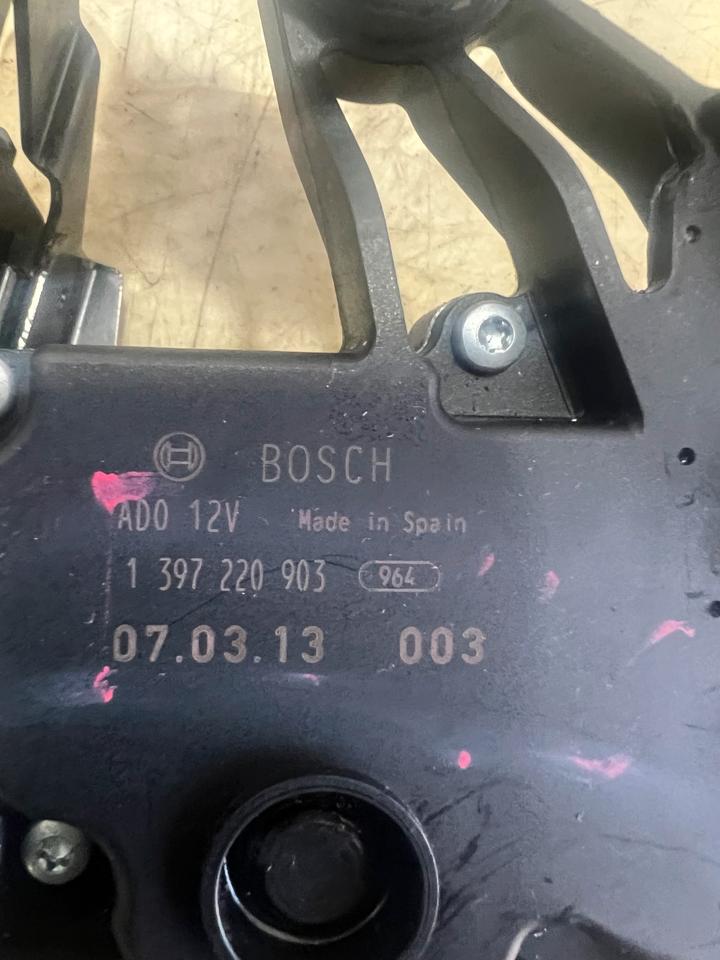 BOSCH
ADO 12V Made in Spain
1 397 220 903 964
07.03.13 003